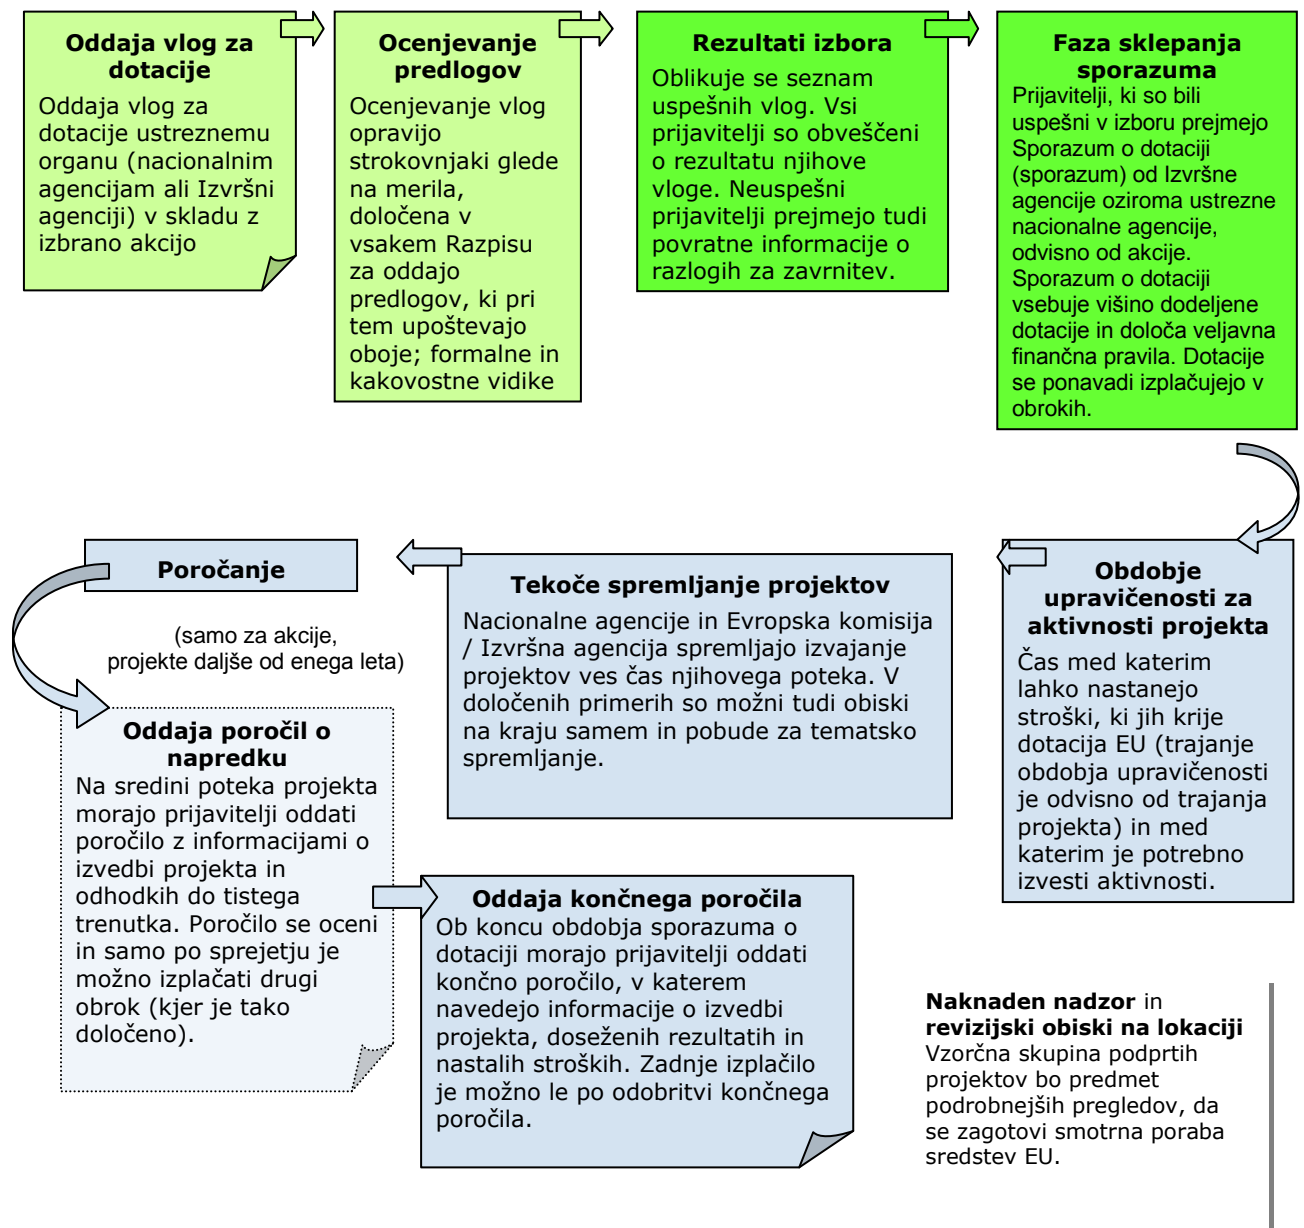 Oddaja vlog za
dotacije
Oddaja vlog za
dotacije ustreznemu
organu (nacionalnim
agencijam ali Izvršni
agenciji) v skladu z
izbrano akcijo
Ocenjevanje
predlogov
Ocenjevanje vlog
opravijo
strokovnjaki glede
na merila,
določena v
vsakem Razpisu
za oddajo
predlogov, ki pri
tem upoštevajo
oboje; formalne in
kakovostne vidike
Rezultati izbora
Oblikuje se seznam
uspešnih vlog. Vsi
prijavitelji so obveščeni
o rezultatu njihove
vloge. Neuspešni
prijavitelji prejmejo tudi
povratne informacije o
razlogih za zavrnitev.
Faza sklepanja
sporazuma
Prijavitelji, ki so bili
uspešni v izboru prejmejo
Sporazum o dotaciji
(sporazum) od Izvršne
agencije oziroma ustrezne
nacionalne agencije,
odvisno od akcije.
Sporazum o dotaciji
vsebuje višino dodeljene
dotacije in določa veljavna
finančna pravila. Dotacije
se ponavadi izplačujejo v
obrokih.
Obdobje
upravičenosti za
aktivnosti projekta
Čas med katerim
lahko nastanejo
stroški, ki jih krije
dotacija EU (trajanje
obdobja upravičenosti
je odvisno od trajanja
projekta) in med
katerim je potrebno
izvesti aktivnosti.
Tekoče spremljanje projektov
Nacionalne agencije in Evropska komisija
/ Izvršna agencija spremljajo izvajanje
projektov ves čas njihovega poteka. V
določenih primerih so možni tudi obiski
na kraju samem in pobude za tematsko
spremljanje.
Poročanje
(samo za akcije,
projekte daljše od enega leta)
Oddaja poročil o
napredku
Na sredini poteka projekta
morajo prijavitelji oddati
poročilo z informacijami o
izvedbi projekta in
odhodkih do tistega
trenutka. Poročilo se oceni
in samo po sprejetju je
možno izplačati drugi
obrok (kjer je tako
določeno).
Oddaja končnega poročila
Ob koncu obdobja sporazuma o
dotaciji morajo prijavitelji oddati
končno poročilo, v katerem
navedejo informacije o izvedbi
projekta, doseženih rezultatih in
nastalih stroških. Zadnje izplačilo
je možno le po odobritvi končnega
poročila.
Naknaden nadzor in
revizijski obiski na lokaciji
Vzorčna skupina podprtih
projektov bo predmet
podrobnejših pregledov, da
se zagotovi smotrna poraba
sredstev EU.